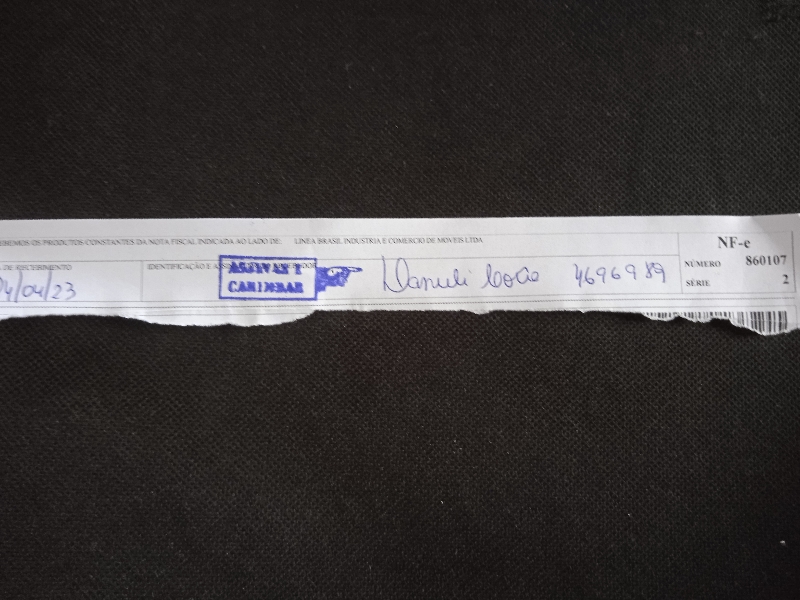 EBEMOS OS PRODUTOS CONSTANTES DA NOTA FISCAL INDICADA AO LADO DE: LINEA BRASIL INDUSTRIA E COMERCIO DE MOVEIS LTDA
NF-e
NÚMERO 860107
SÉRIE 2
DE RECEBIMENTO
IDENTIFICAÇÃO E
04/04/23
ASSINAR E
CARIMBAR
4696989